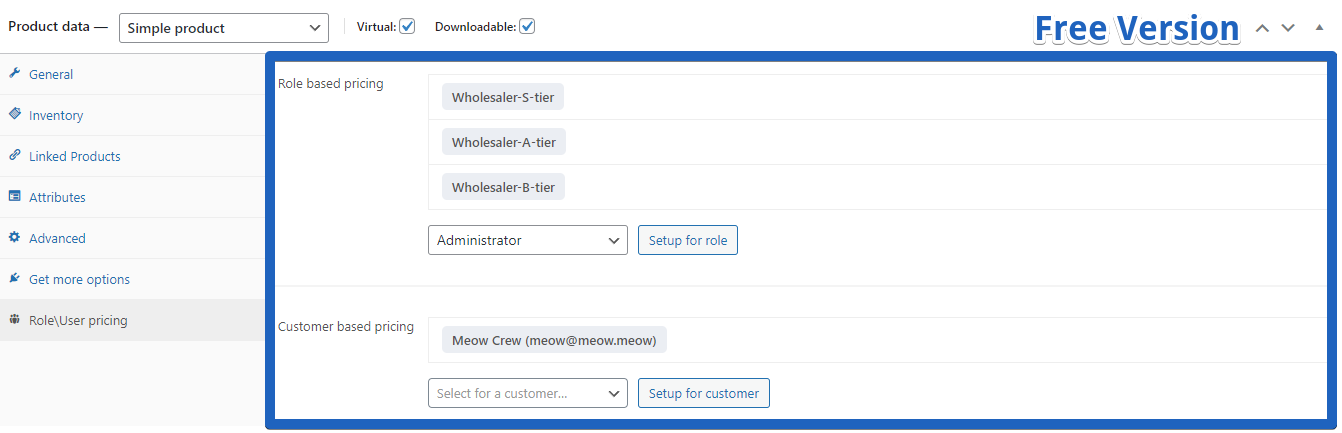 Product data — Simple product Virtual: Downloadable: Free Version
General
Inventory
Linked Products
Attributes
Advanced
Get more options
Role\User pricing
Role based pricing
Wholesaler-S-tier
Wholesaler-A-tier
Wholesaler-B-tier
Administrator Setup for role
Customer based pricing
Meow Crew (meow@meow.meow)
Select for a customer... Setup for customer